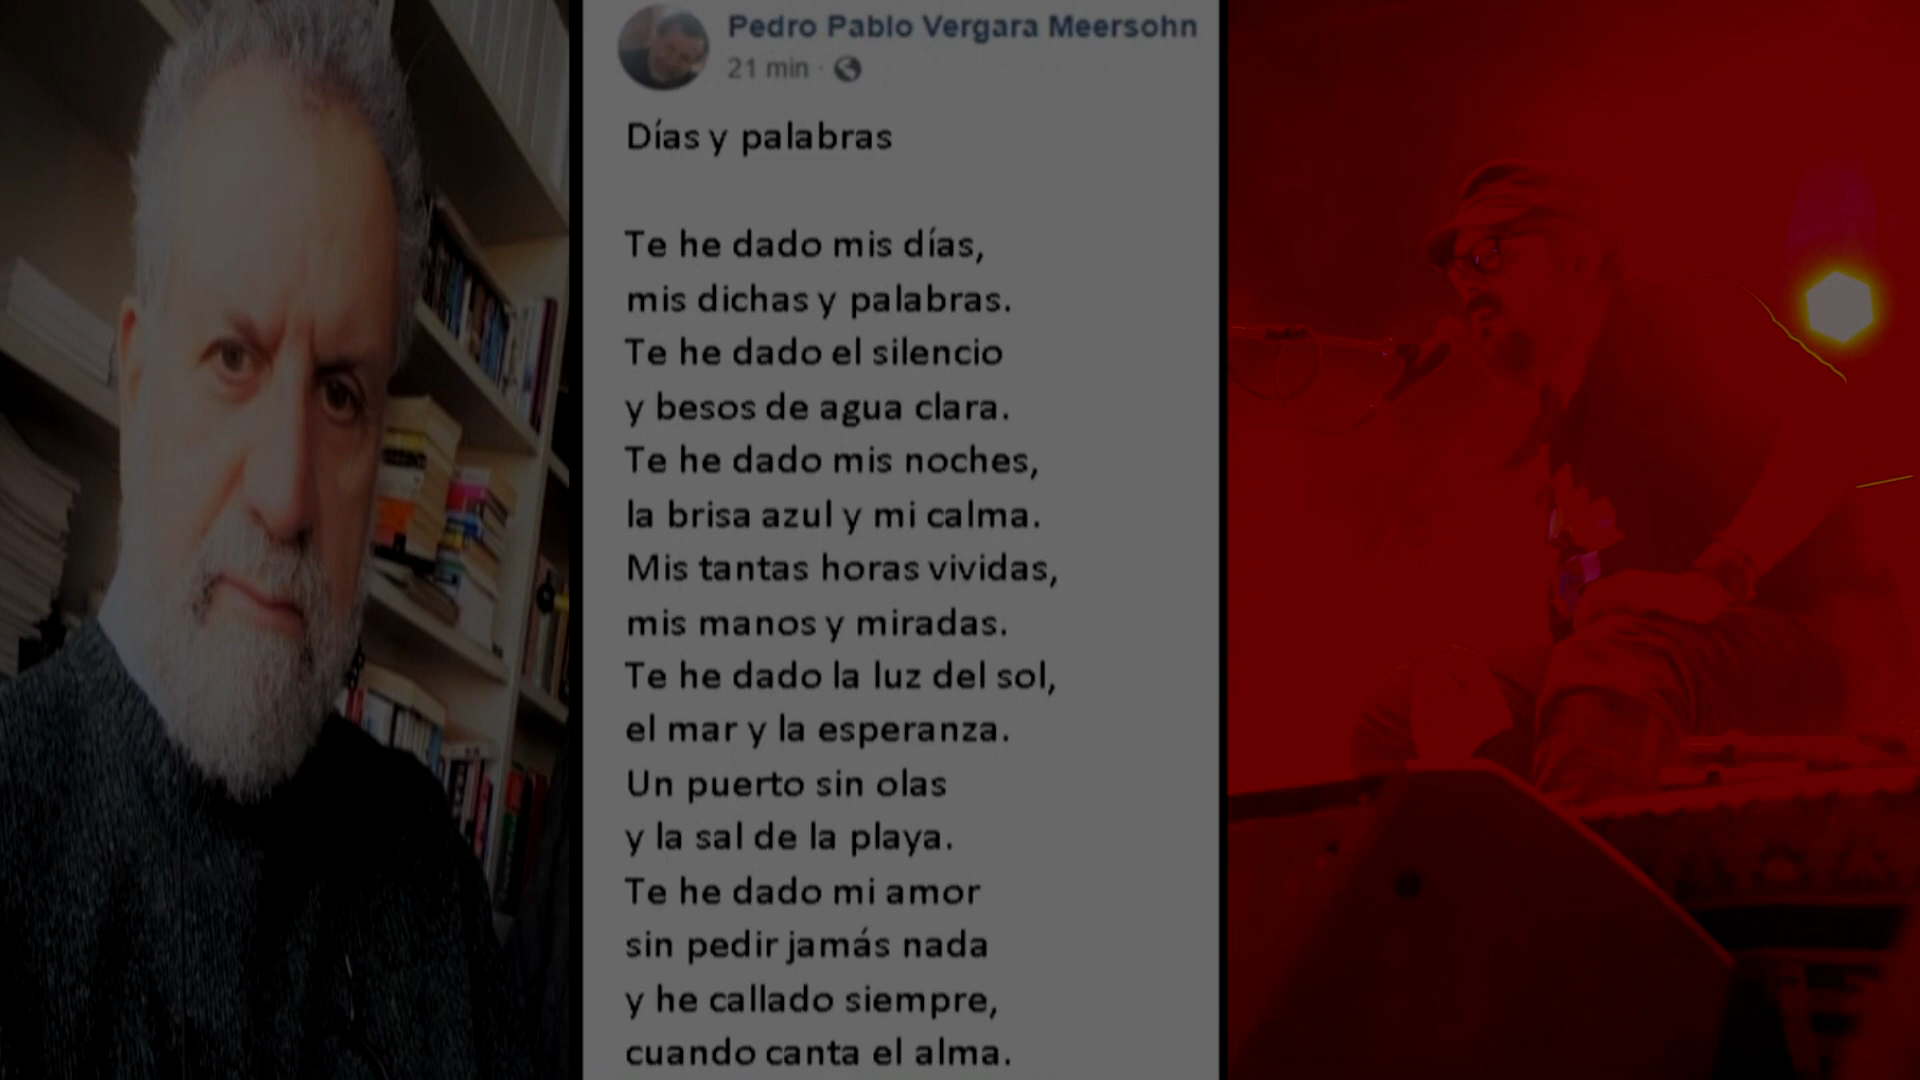 Pedro Pablo Vergara Meersohn
21 min ·
Días y palabras
Te he dado mis días,
mis dichas y palabras.
Te he dado el silencio
y besos de agua clara.
Te he dado mis noches,
la brisa azul y mi calma.
Mis tantas horas vividas,
mis manos y miradas.
Te he dado la luz del sol,
el mar y la esperanza.
Un puerto sin olas
y la sal de la playa.
Te he dado mi amor
sin pedir jamás nada
y he callado siempre,
cuando canta el alma.